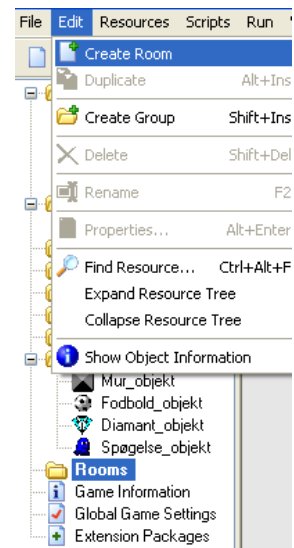 File Edit Resources Scripts Run
Create Room
Duplicate Alt+Ins
Create Group Shift+Ins
Delete Shift+Del
Rename F2
Properties... Alt+Enter
Find Resource... Ctrl+Alt+F
Expand Resource Tree
Collapse Resource Tree
Show Object Information
Mur_objekt
Fodbold_objekt
Diamant_objekt
Spøgelse_objekt
Rooms
Game Information
Global Game Settings
Extension Packages